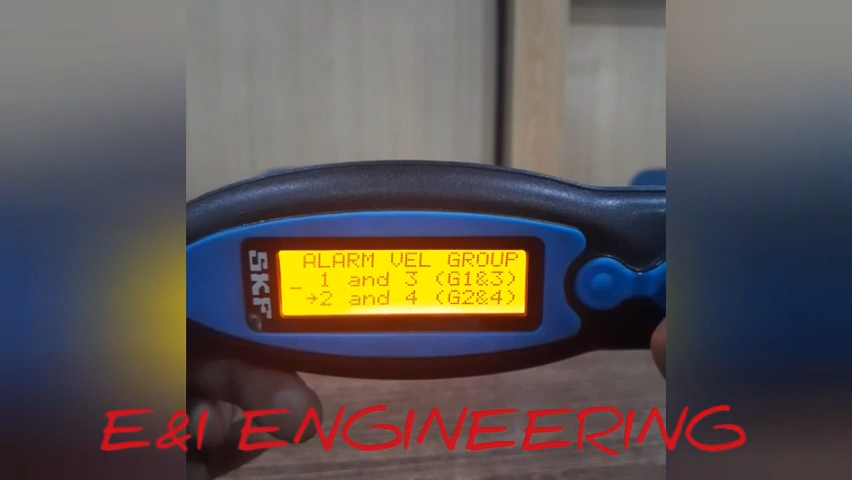 SKF
ALARM VEL GROUP
_ 1 and 3 (G1&3)
→2 and 4 (G2&4)
E&I ENGINEERING